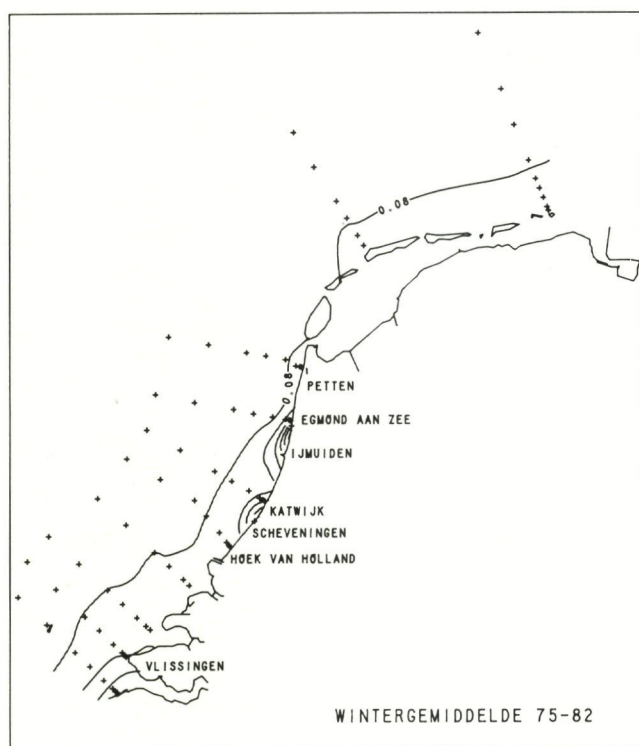 0.08
0.08
PETTEN
EGMOND AAN ZEE
IJMUIDEN
KATWIJK
SCHEVENINGEN
HOEK VAN HOLLAND
VLISSINGEN
WINTERGEMIDDELDE 75-82